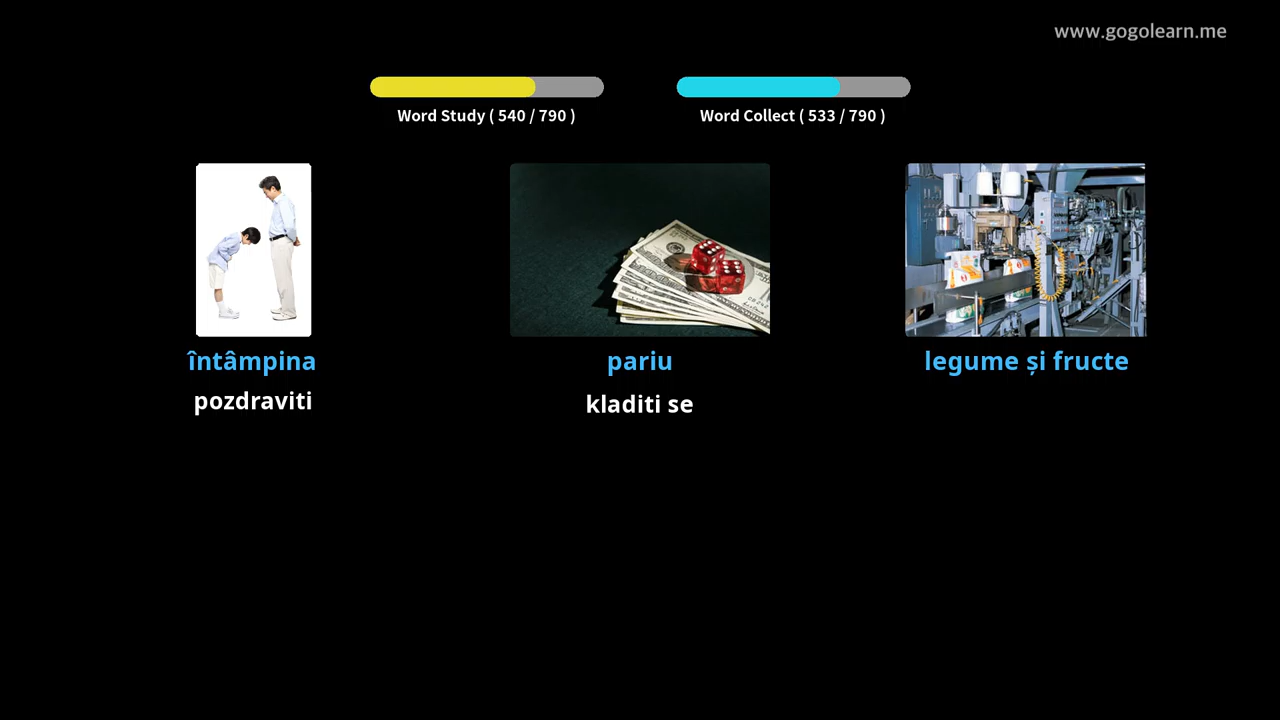 www.gogolearn.me
Word Study ( 540 / 790 )
Word Collect ( 533 / 790 )
întâmpina
pariu
legume și fructe
pozdraviti
kladiti se